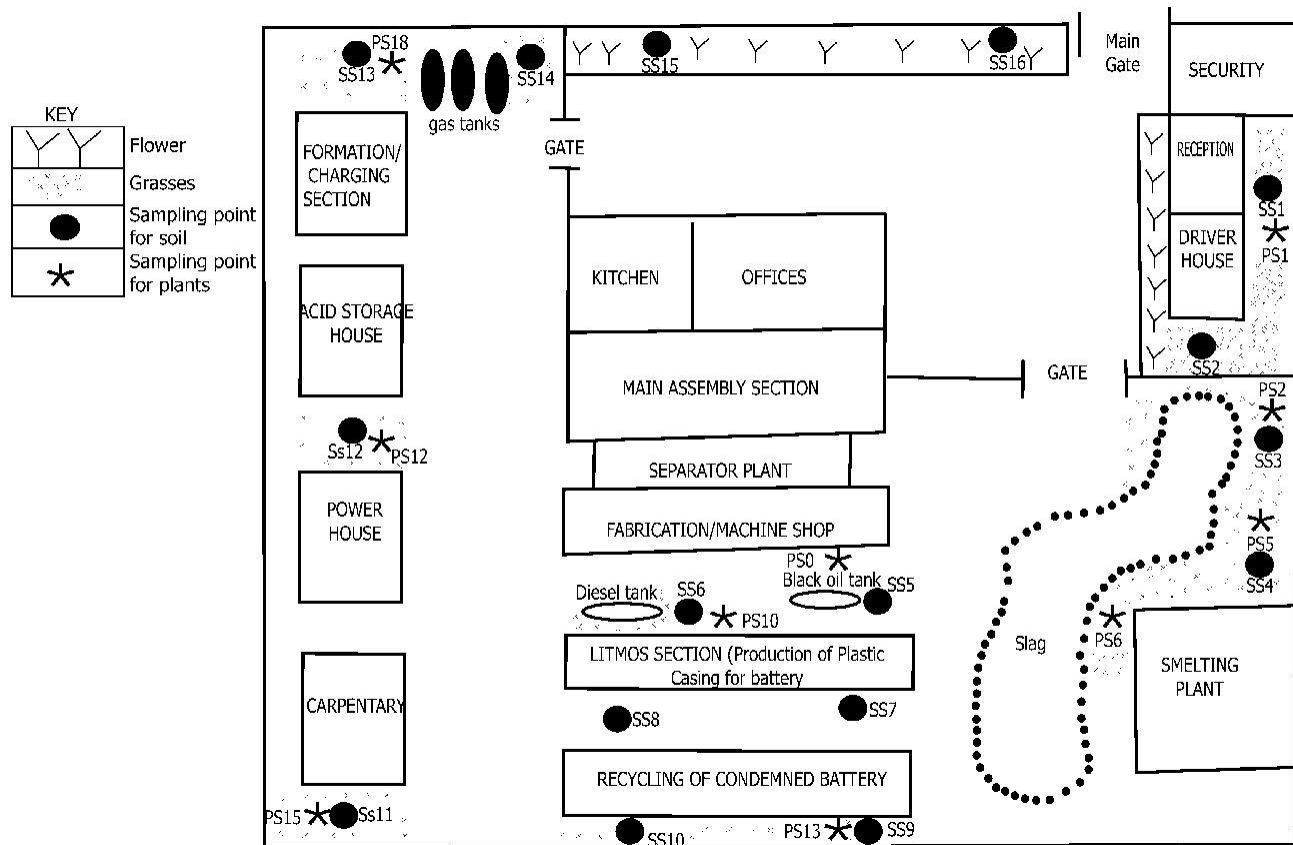 KEY
Flower
Grasses
Sampling point
for soil
Sampling point
for plants
SS13
PS18
gas tanks
SS14
SS15
SS16
Main
Gate
SECURITY
FORMATION/
CHARGING
SECTION
GATE
RECEPTION
SS1
PS1
DRIVER
HOUSE
SS2
KITCHEN
OFFICES
ACID STORAGE
HOUSE
MAIN ASSEMBLY SECTION
GATE
PS2
SS3
Ss12
PS12
SEPARATOR PLANT
POWER
HOUSE
FABRICATION/MACHINE SHOP
PS5
SS4
PS0
Black oil tank
SS5
Diesel tank
SS6
PS10
PS6
Slag
LITMOS SECTION (Production of Plastic
Casing for battery
SMELTING
PLANT
CARPENTARY
SS8
SS7
RECYCLING OF CONDEMNED BATTERY
PS15
Ss11
SS10
PS13
SS9